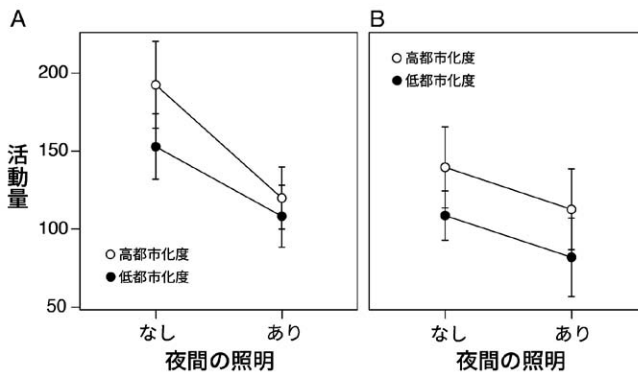 A
200
150
100
50
活動量
高都市化度
低都市化度
なし
あり
夜間の照明
B
高都市化度
低都市化度
なし
あり
夜間の照明